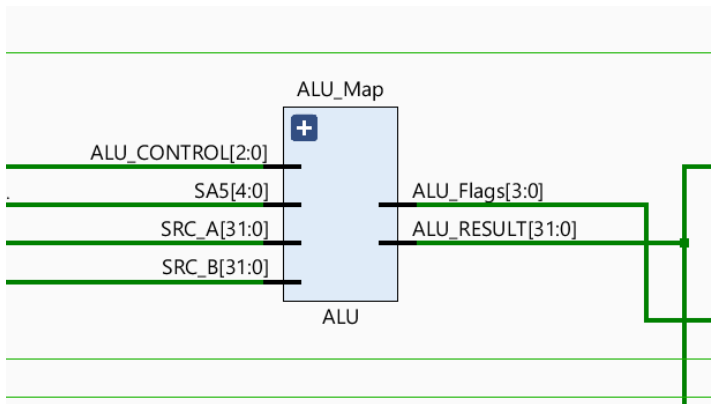 ALU_Map
ALU_CONTROL[2:0]
SA5[4:0]
SRC_A[31:0]
SRC_B[31:0]
ALU_Flags[3:0]
ALU_RESULT[31:0]
ALU